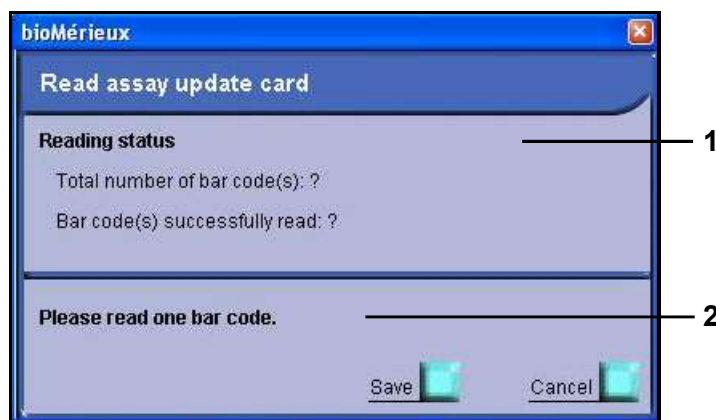 bioMérieux
Read assay update card
Reading status
1
Total number of bar code(s): ?
Bar code(s) successfully read: ?
Please read one bar code.
2
Save
Cancel